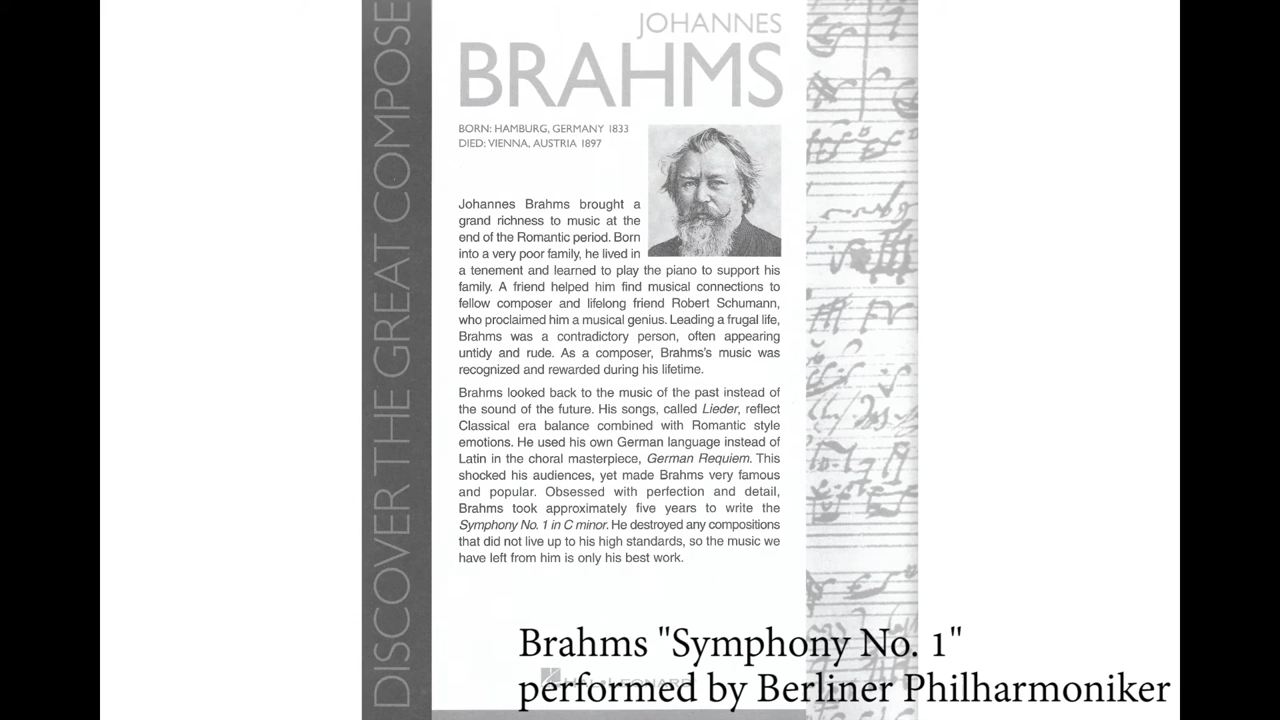 DISCOVER THE GREAT COMPOSE
JOHANNES
BRAHMS
BORN: HAMBURG, GERMANY 1833
DIED: VIENNA, AUSTRIA 1897
Johannes Brahms brought a
grand richness to music at the
end of the Romantic period. Born
into a very poor family, he lived in
a tenement and learned to play the piano to support his
family. A friend helped him find musical connections to
fellow composer and lifelong friend Robert Schumann,
who proclaimed him a musical genius. Leading a frugal life,
Brahms was a contradictory person, often appearing
untidy and rude. As a composer, Brahms's music was
recognized and rewarded during his lifetime.
Brahms looked back to the music of the past instead of
the sound of the future. His songs, called Lieder, reflect
Classical era balance combined with Romantic style
emotions. He used his own German language instead of
Latin in the choral masterpiece, German Requiem. This
shocked his audiences, yet made Brahms very famous
and popular. Obsessed with perfection and detail,
Brahms took approximately five years to write the
Symphony No. 1 in C minor. He destroyed any compositions
that did not live up to his high standards, so the music we
have left from him is only his best work.
Brahms "Symphony No. 1"
HAL•LEONARD
performed by Berliner Philharmoniker